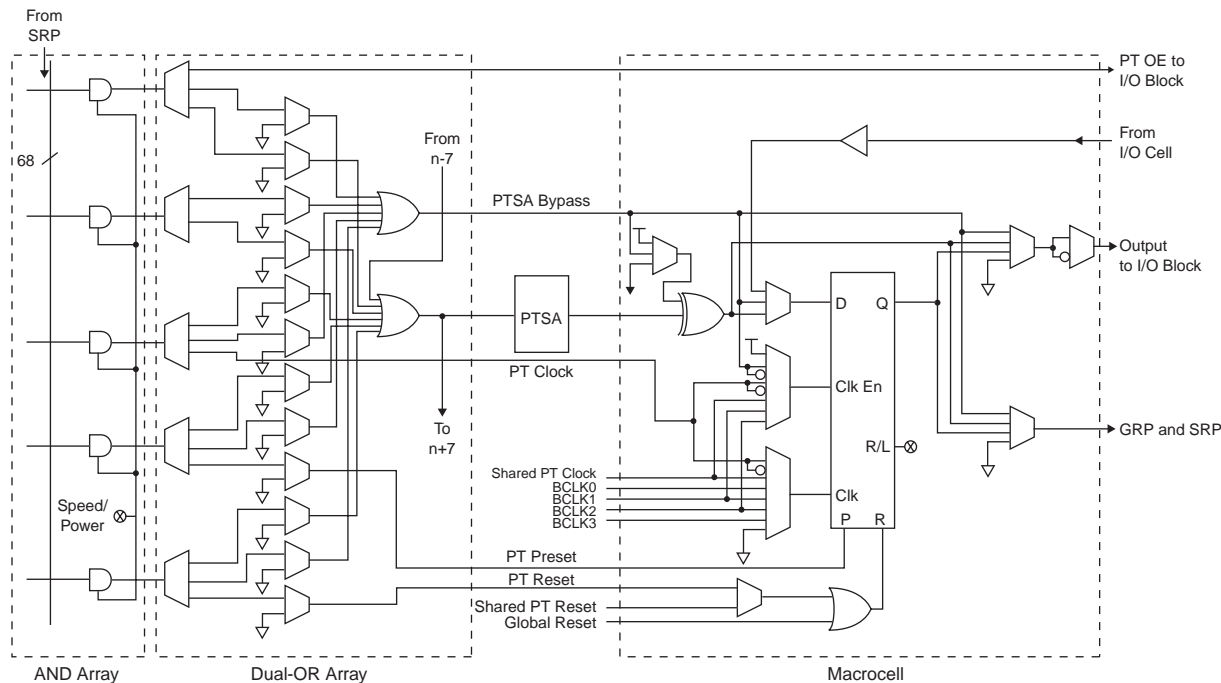 From
SRP
PT OE to
I/O Block
From
n-7
From
I/O Cell
68
PTSA Bypass
Output
to I/O Block
PTSA
D
Q
PT Clock
Clk En
To
n+7
GRP and SRP
R/L
Shared PT Clock
BCLK0
BCLK1
BCLK2
BCLK3
Clk
Speed/
Power
P
R
PT Preset
PT Reset
Shared PT Reset
Global Reset
AND Array
Dual-OR Array
Macrocell